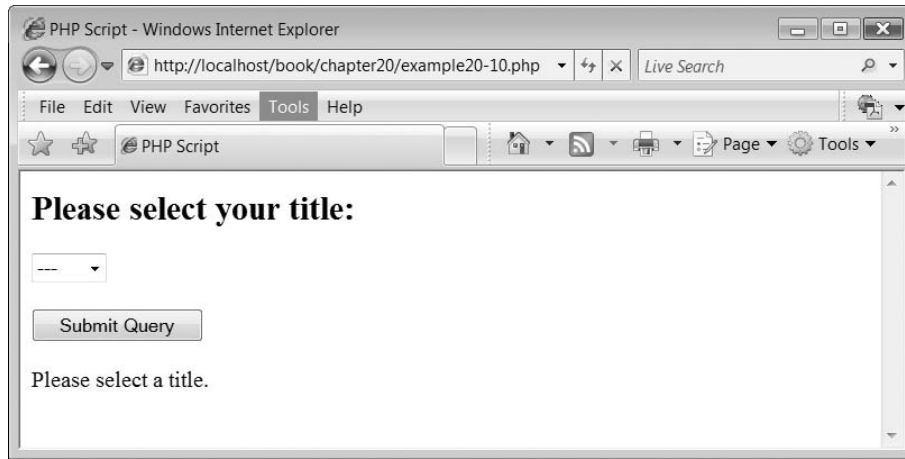 PHP Script - Windows Internet Explorer
http://localhost/book/chapter20/example20-10.php Live Search
File Edit View Favorites Tools Help
PHP Script Page Tools
Please select your title:
---
Submit Query
Please select a title.